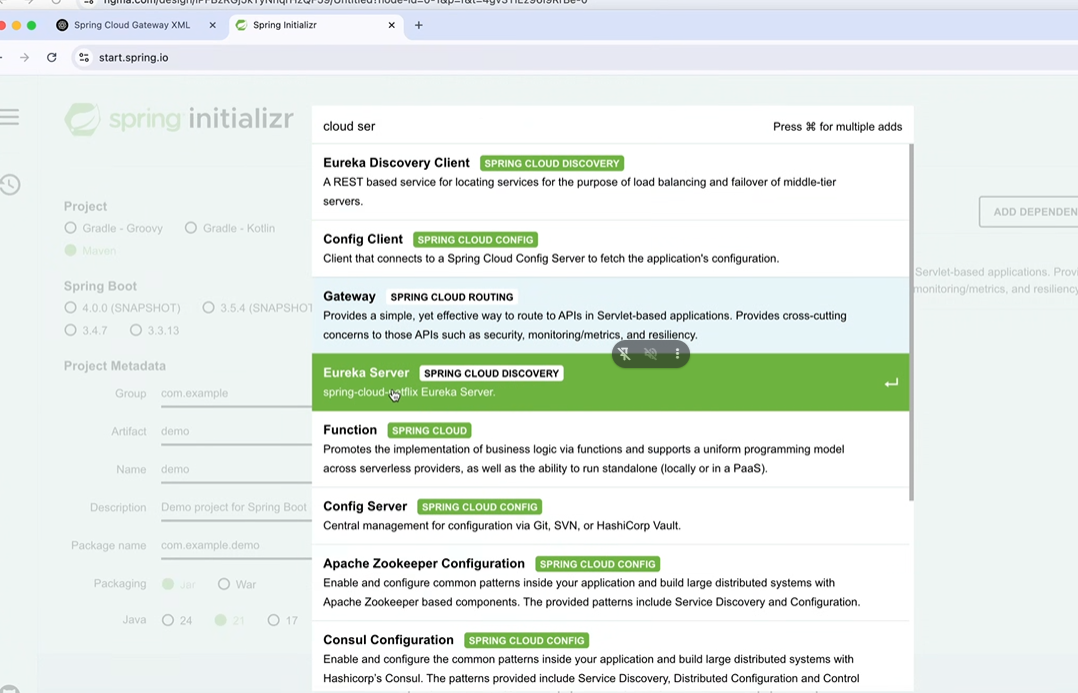 Spring Cloud Gateway XML
Spring Initializr
start.spring.io
spring initializr
cloud ser
Press ⌘ for multiple adds
Eureka Discovery Client SPRING CLOUD DISCOVERY
A REST based service for locating services for the purpose of load balancing and failover of middle-tier
servers.
Config Client SPRING CLOUD CONFIG
Client that connects to a Spring Cloud Config Server to fetch the application's configuration.
Gateway SPRING CLOUD ROUTING
Provides a simple, yet effective way to route to APIs in Servlet-based applications. Provides cross-cutting
concerns to those APIs such as security, monitoring/metrics, and resiliency.
Eureka Server SPRING CLOUD DISCOVERY
spring-cloud-netflix Eureka Server.
Function SPRING CLOUD
Promotes the implementation of business logic via functions and supports a uniform programming model
across serverless providers, as well as the ability to run standalone (locally or in a PaaS).
Config Server SPRING CLOUD CONFIG
Central management for configuration via Git, SVN, or HashiCorp Vault.
Apache Zookeeper Configuration SPRING CLOUD CONFIG
Enable and configure common patterns inside your application and build large distributed systems with
Apache Zookeeper based components. The provided patterns include Service Discovery and Configuration.
Consul Configuration SPRING CLOUD CONFIG
Enable and configure the common patterns inside your application and build large distributed systems with
Hashicorp's Consul. The patterns provided include Service Discovery, Distributed Configuration and Control
Project
Gradle - Groovy Gradle - Kotlin
Maven
Spring Boot
4.0.0 (SNAPSHOT) 3.5.4 (SNAPSHOT
3.4.7 3.3.13
Project Metadata
Group com.example
Artifact demo
Name demo
Description Demo project for Spring Boot
Package name com.example.demo
Packaging Jar War
Java 24 21 17
ADD DEPENDEN
Servlet-based applications. Provi
monitoring/metrics, and resiliency